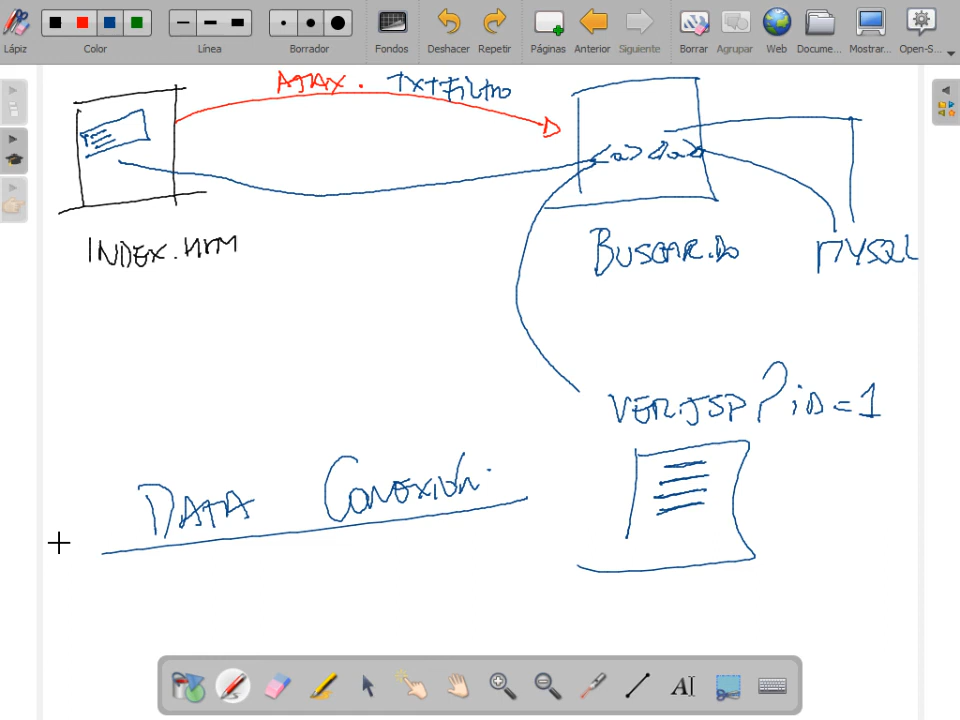 Lápiz Color Línea Borrador Fondos Deshacer Repetir Páginas Anterior Siguiente Borrar Agrupar Web Docume... Mostrar... Open-S...
AJAX. TxtFiltro
<a></a>
INDEX.HTM
BUSCAR.Do
MYSQL
VER.JSP?iD=1
DATA CONEXIÓN